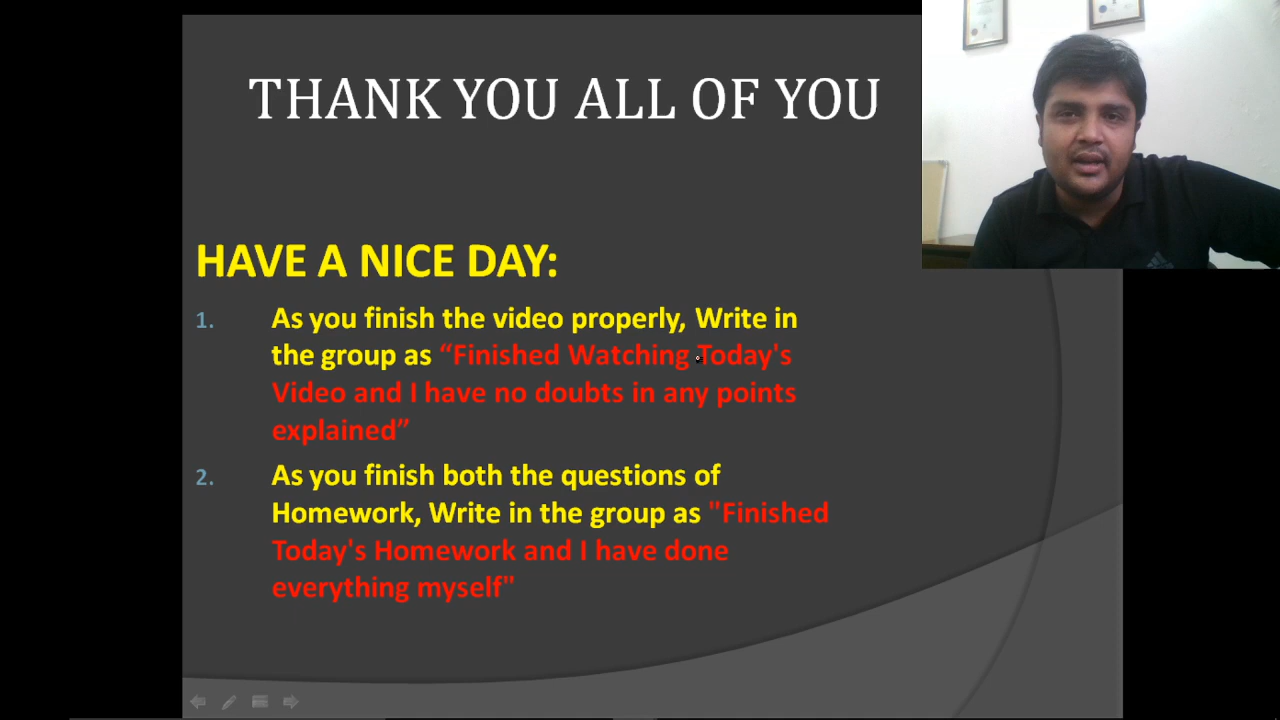 THANK YOU ALL OF YOU
HAVE A NICE DAY:
1. As you finish the video properly, Write in
the group as “Finished Watching Today's
Video and I have no doubts in any points
explained”
2. As you finish both the questions of
Homework, Write in the group as "Finished
Today's Homework and I have done
everything myself"